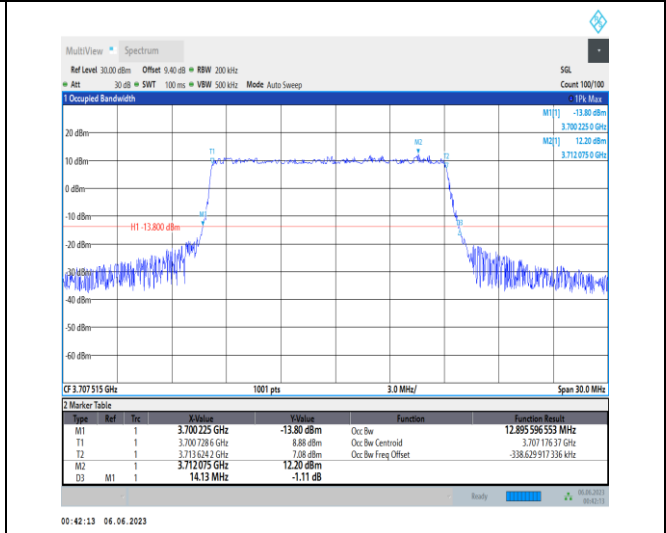 MultiView Spectrum
Ref Level 30.00 dBm Offset 9.40 dB RBW 200 kHz SGL
Att 30 dB SWT 100 ms VBW 500 kHz Mode Auto Sweep Count 100/100
1 Occupied Bandwidth 1Pk Max
M1[1] -13.80 dBm
3.700 225 0 GHz
M2[1] 12.20 dBm
3.712 075 0 GHz
20 dBm
M2
T1
T2
10 dBm
0 dBm
-10 dBm
M1
H1 -13.800 dBm
-20 dBm
-30 dBm
-40 dBm
-50 dBm
-60 dBm
CF 3.707 515 GHz 1001 pts 3.0 MHz/ Span 30.0 MHz
2 Marker Table
Type Ref Trc X-Value Y-Value Function Function Result
M1 1 3.700 225 GHz -13.80 dBm Occ Bw 12.895 596 553 MHz
T1 1 3.700 728 6 GHz 8.88 dBm Occ Bw Centroid 3.707 176 37 GHz
T2 1 3.713 624 2 GHz 7.08 dBm Occ Bw Freq Offset -338.629 917 336 kHz
M2 1 3.712 075 GHz 12.20 dBm
D3 M1 1 14.13 MHz -1.11 dB
Ready 06.06.2023
00:42:13
00:42:13 06.06.2023